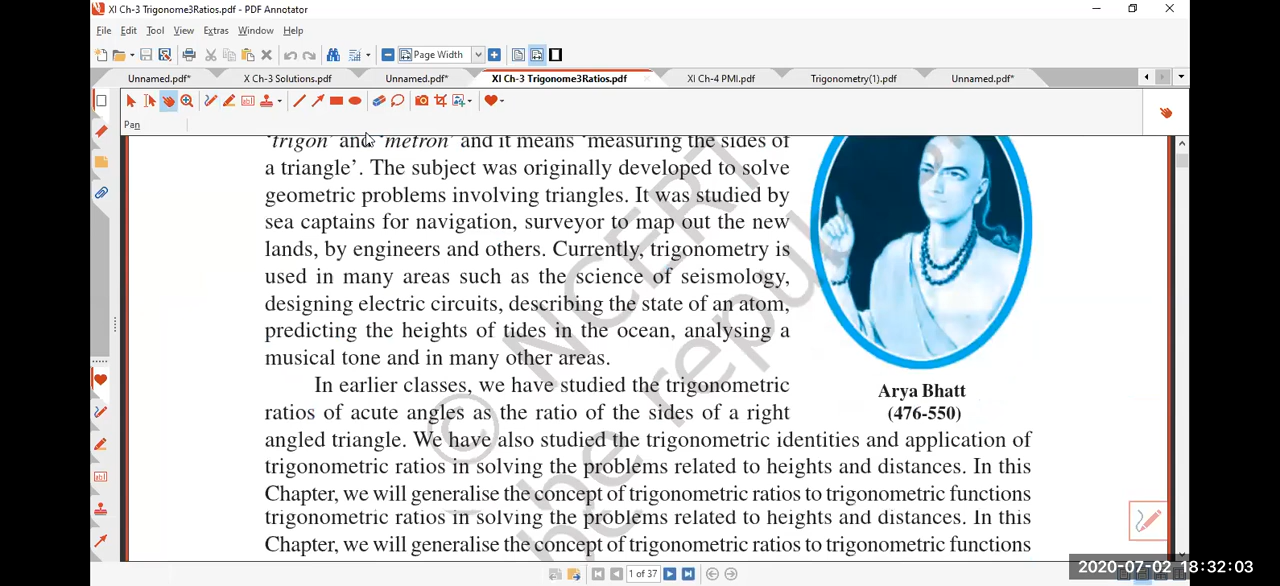 XI Ch-3 Trigonome3Ratios.pdf - PDF Annotator
File Edit Tool View Extras Window Help
Page Width
Unnamed.pdf* X Ch-3 Solutions.pdf Unnamed.pdf* XI Ch-3 Trigonome3Ratios.pdf XI Ch-4 PMI.pdf Trigonometry(1).pdf Unnamed.pdf*
Pan
'trigon' and 'metron' and it means 'measuring the sides of
a triangle'. The subject was originally developed to solve
geometric problems involving triangles. It was studied by
sea captains for navigation, surveyor to map out the new
lands, by engineers and others. Currently, trigonometry is
used in many areas such as the science of seismology,
designing electric circuits, describing the state of an atom,
predicting the heights of tides in the ocean, analysing a
musical tone and in many other areas.
In earlier classes, we have studied the trigonometric
ratios of acute angles as the ratio of the sides of a right
angled triangle. We have also studied the trigonometric identities and application of
trigonometric ratios in solving the problems related to heights and distances. In this
Chapter, we will generalise the concept of trigonometric ratios to trigonometric functions
trigonometric ratios in solving the problems related to heights and distances. In this
Chapter, we will generalise the concept of trigonometric ratios to trigonometric functions
Arya Bhatt
(476-550)
© NCERT
be republ
1 of 37
2020-07-02 18:32:03